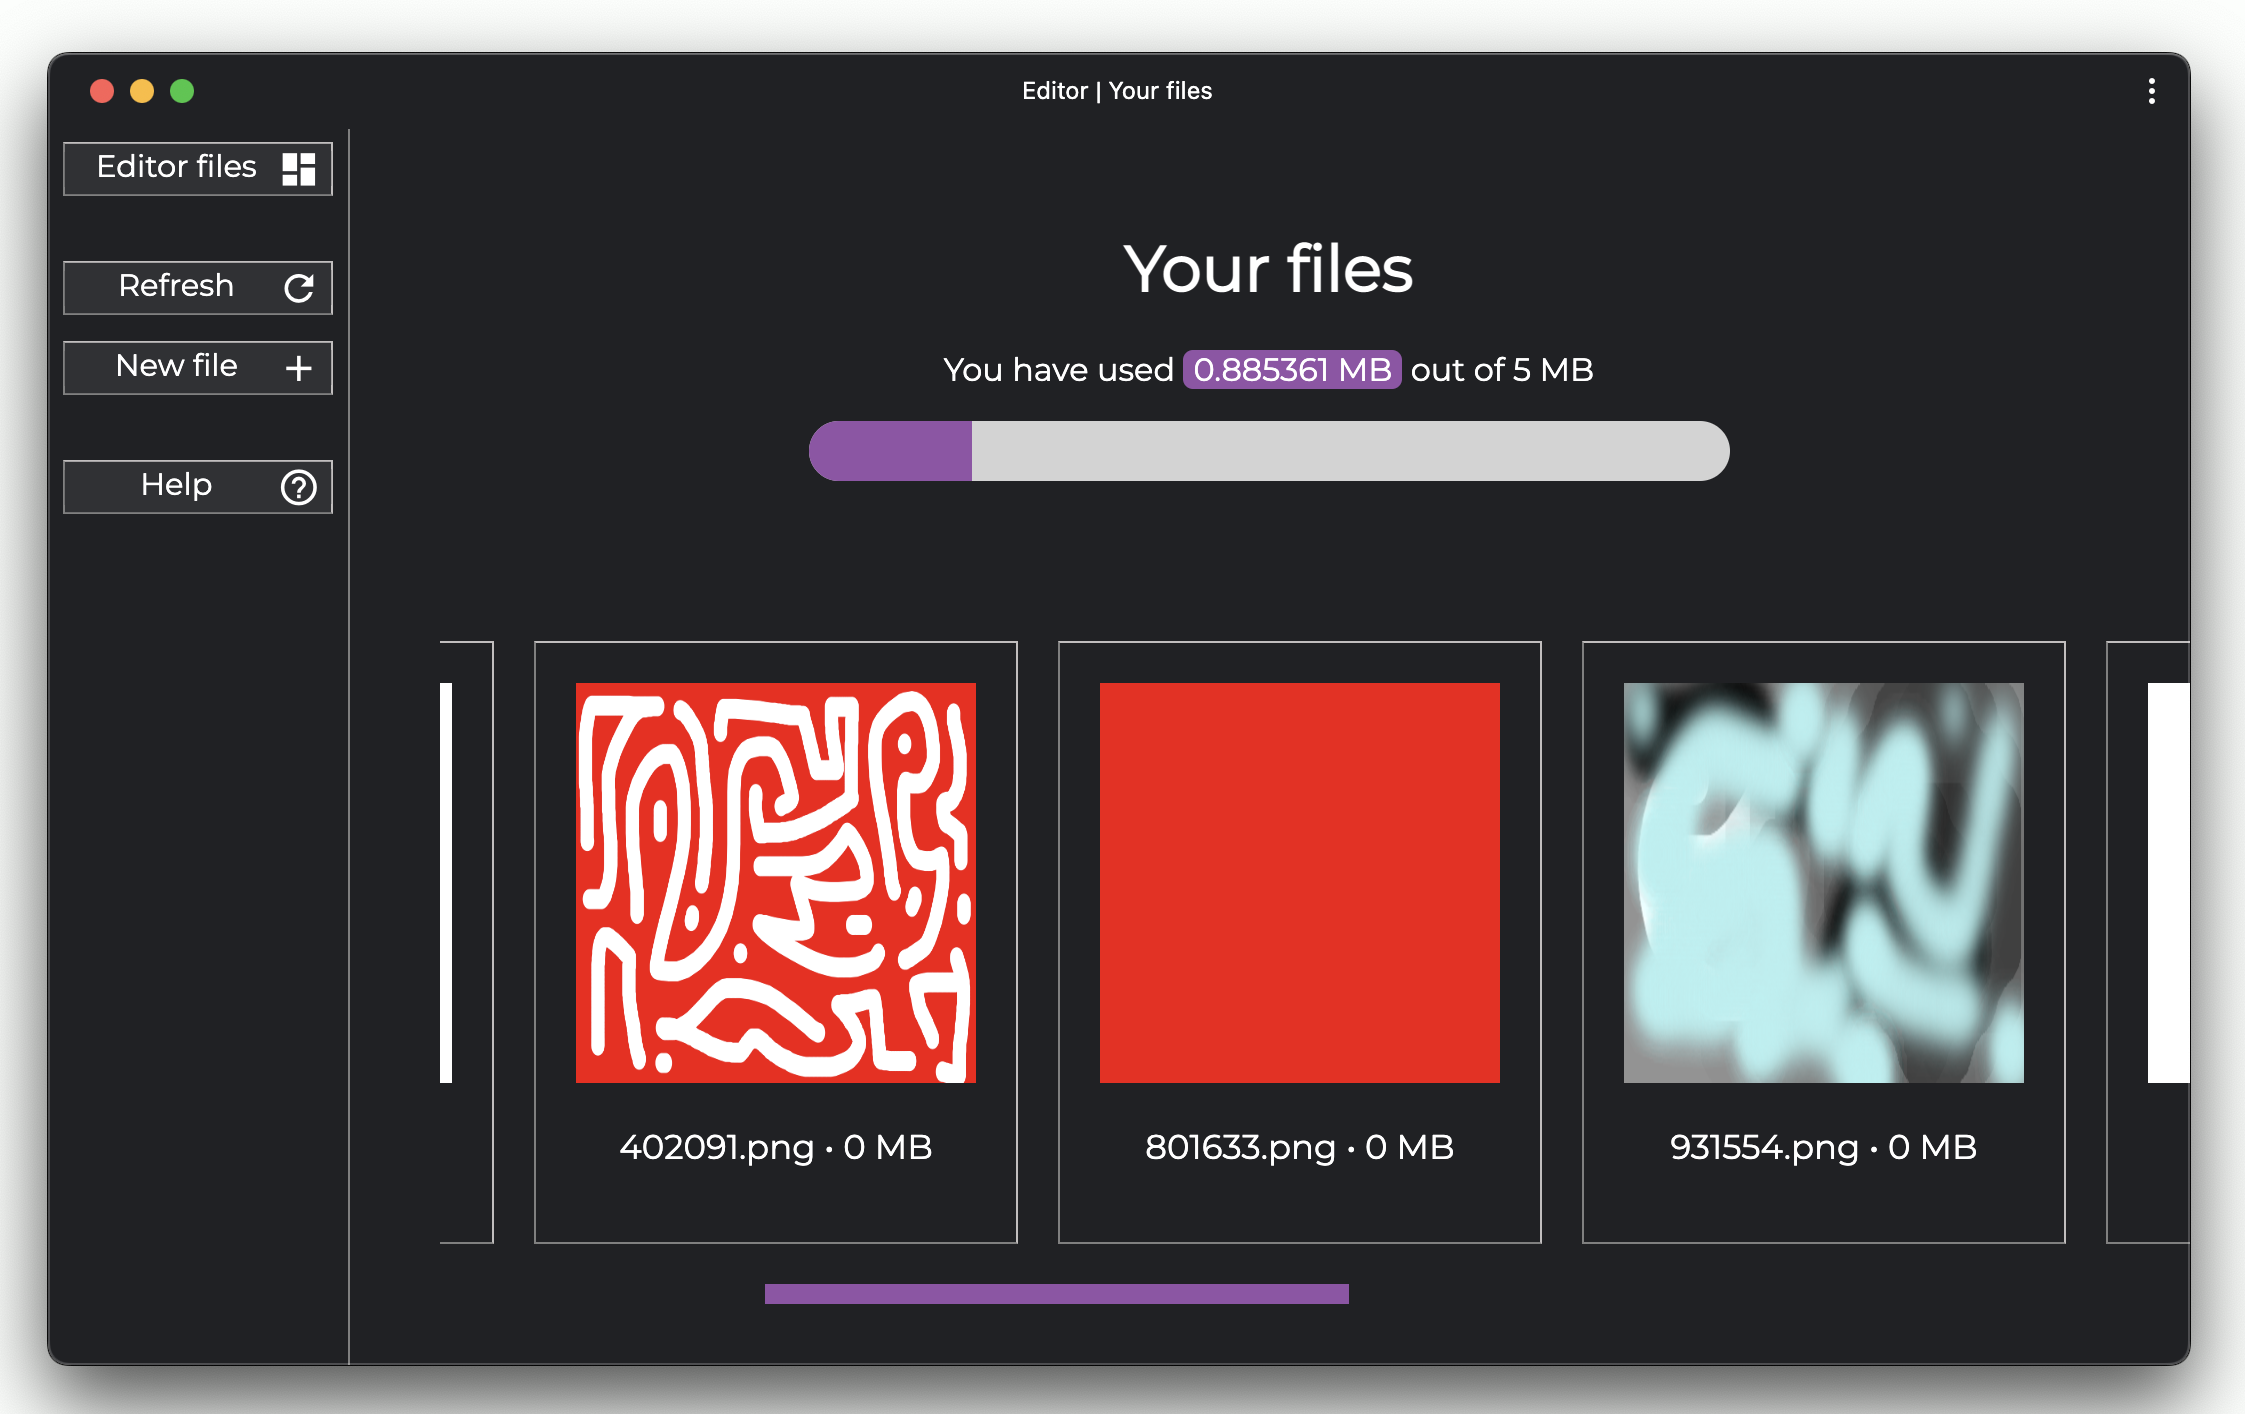 Editor | Your files
Editor files
Refresh
New file
Help
Your files
You have used 0.885361 MB out of 5 MB
402091.png • 0 MB
801633.png • 0 MB
931554.png • 0 MB